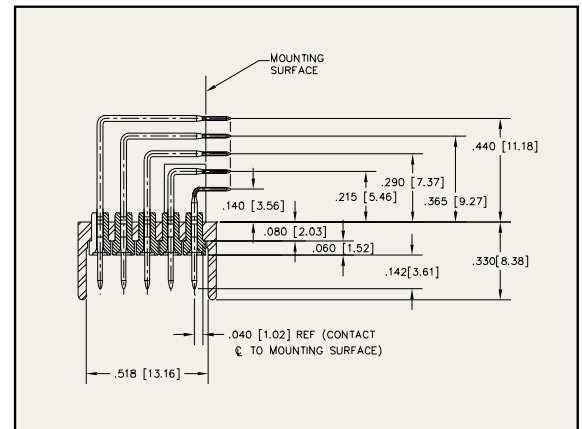 MOUNTING
SURFACE
.440 [11.18]
.290 [7.37]
.365 [9.27]
.215 [5.46]
.140 [3.56]
.080 [2.03]
.060 [1.52]
.330[8.38]
.142[3.61]
.040 [1.02] REF (CONTACT
℄ TO MOUNTING SURFACE)
.518 [13.16]